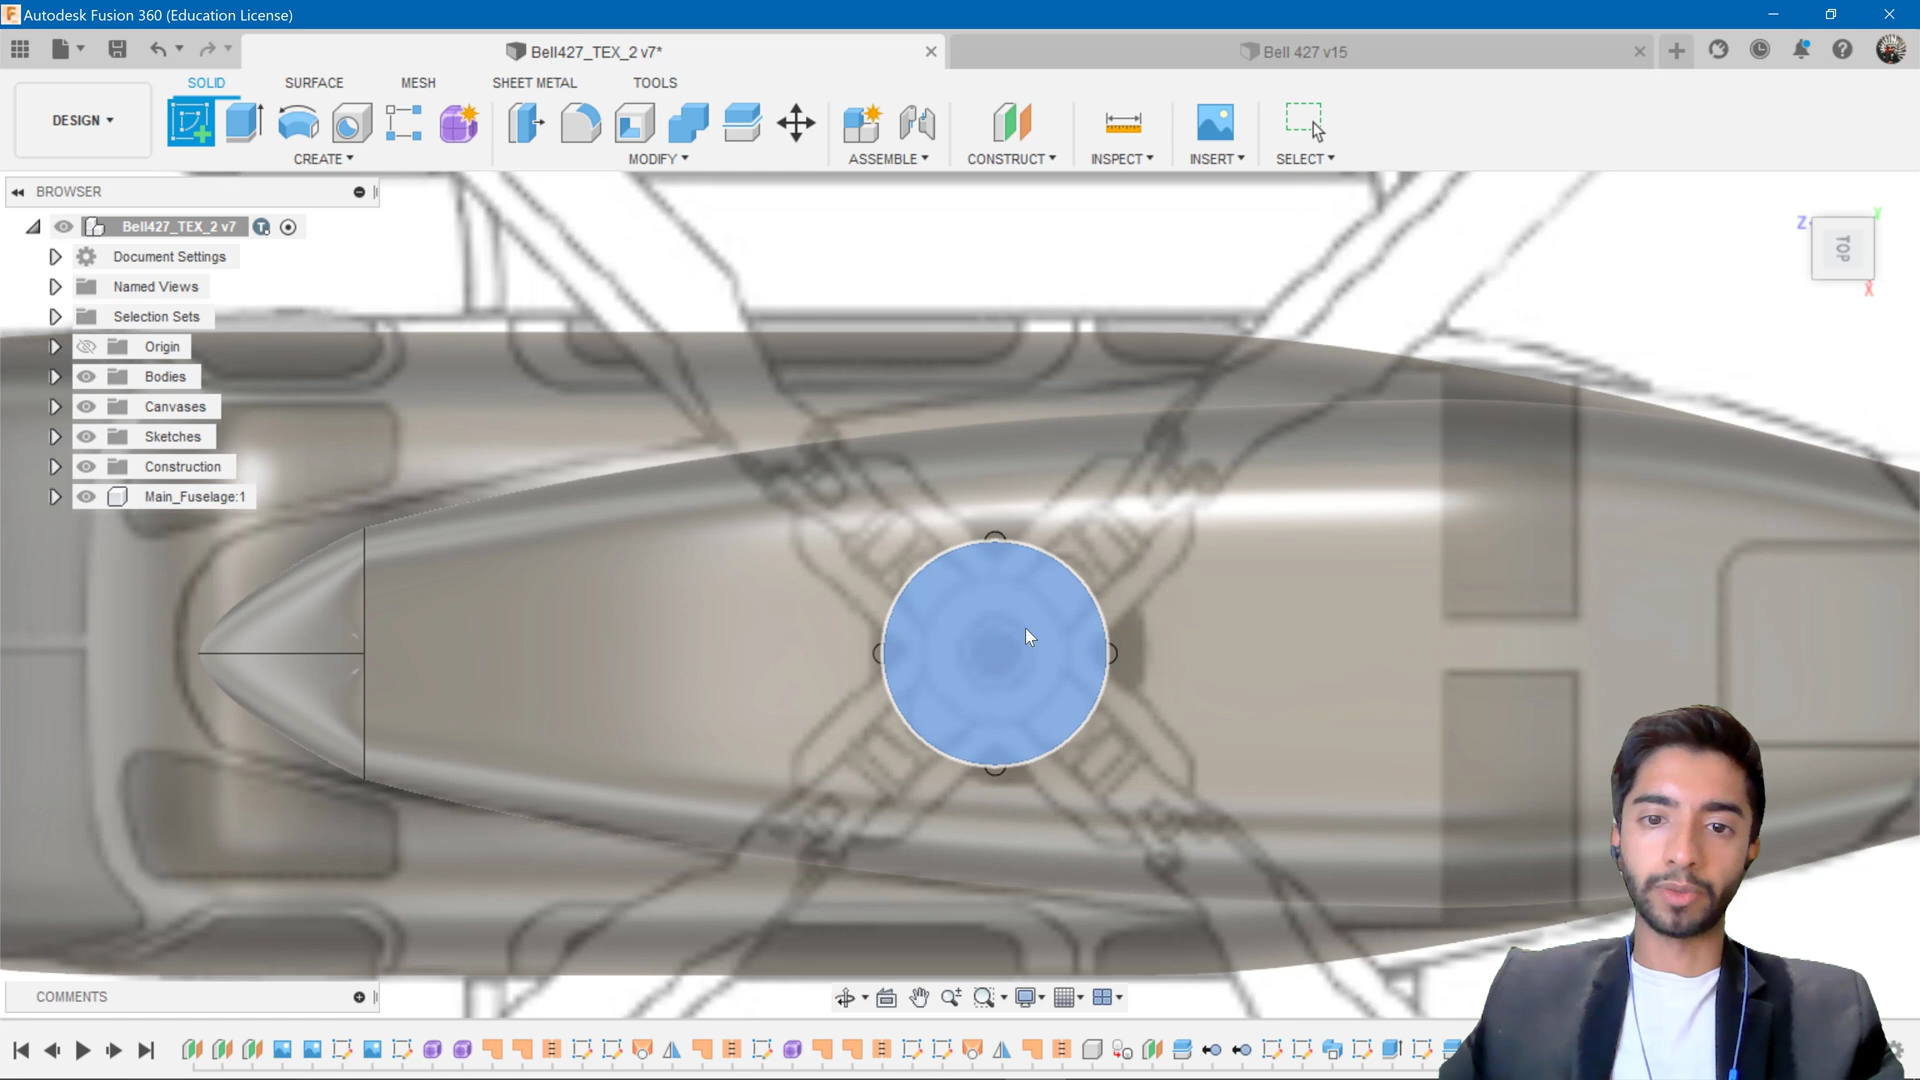 Autodesk Fusion 360 (Education License)
Bell427_TEX_2 v7*
Bell 427 v15
SOLID
SURFACE
MESH
SHEET METAL
TOOLS
DESIGN
CREATE
MODIFY
ASSEMBLE
CONSTRUCT
INSPECT
INSERT
SELECT
BROWSER
Bell427_TEX_2 v7
Document Settings
Named Views
Selection Sets
Origin
Bodies
Canvases
Sketches
Construction
Main_Fuselage:1
Z
Y
TOP
X
COMMENTS